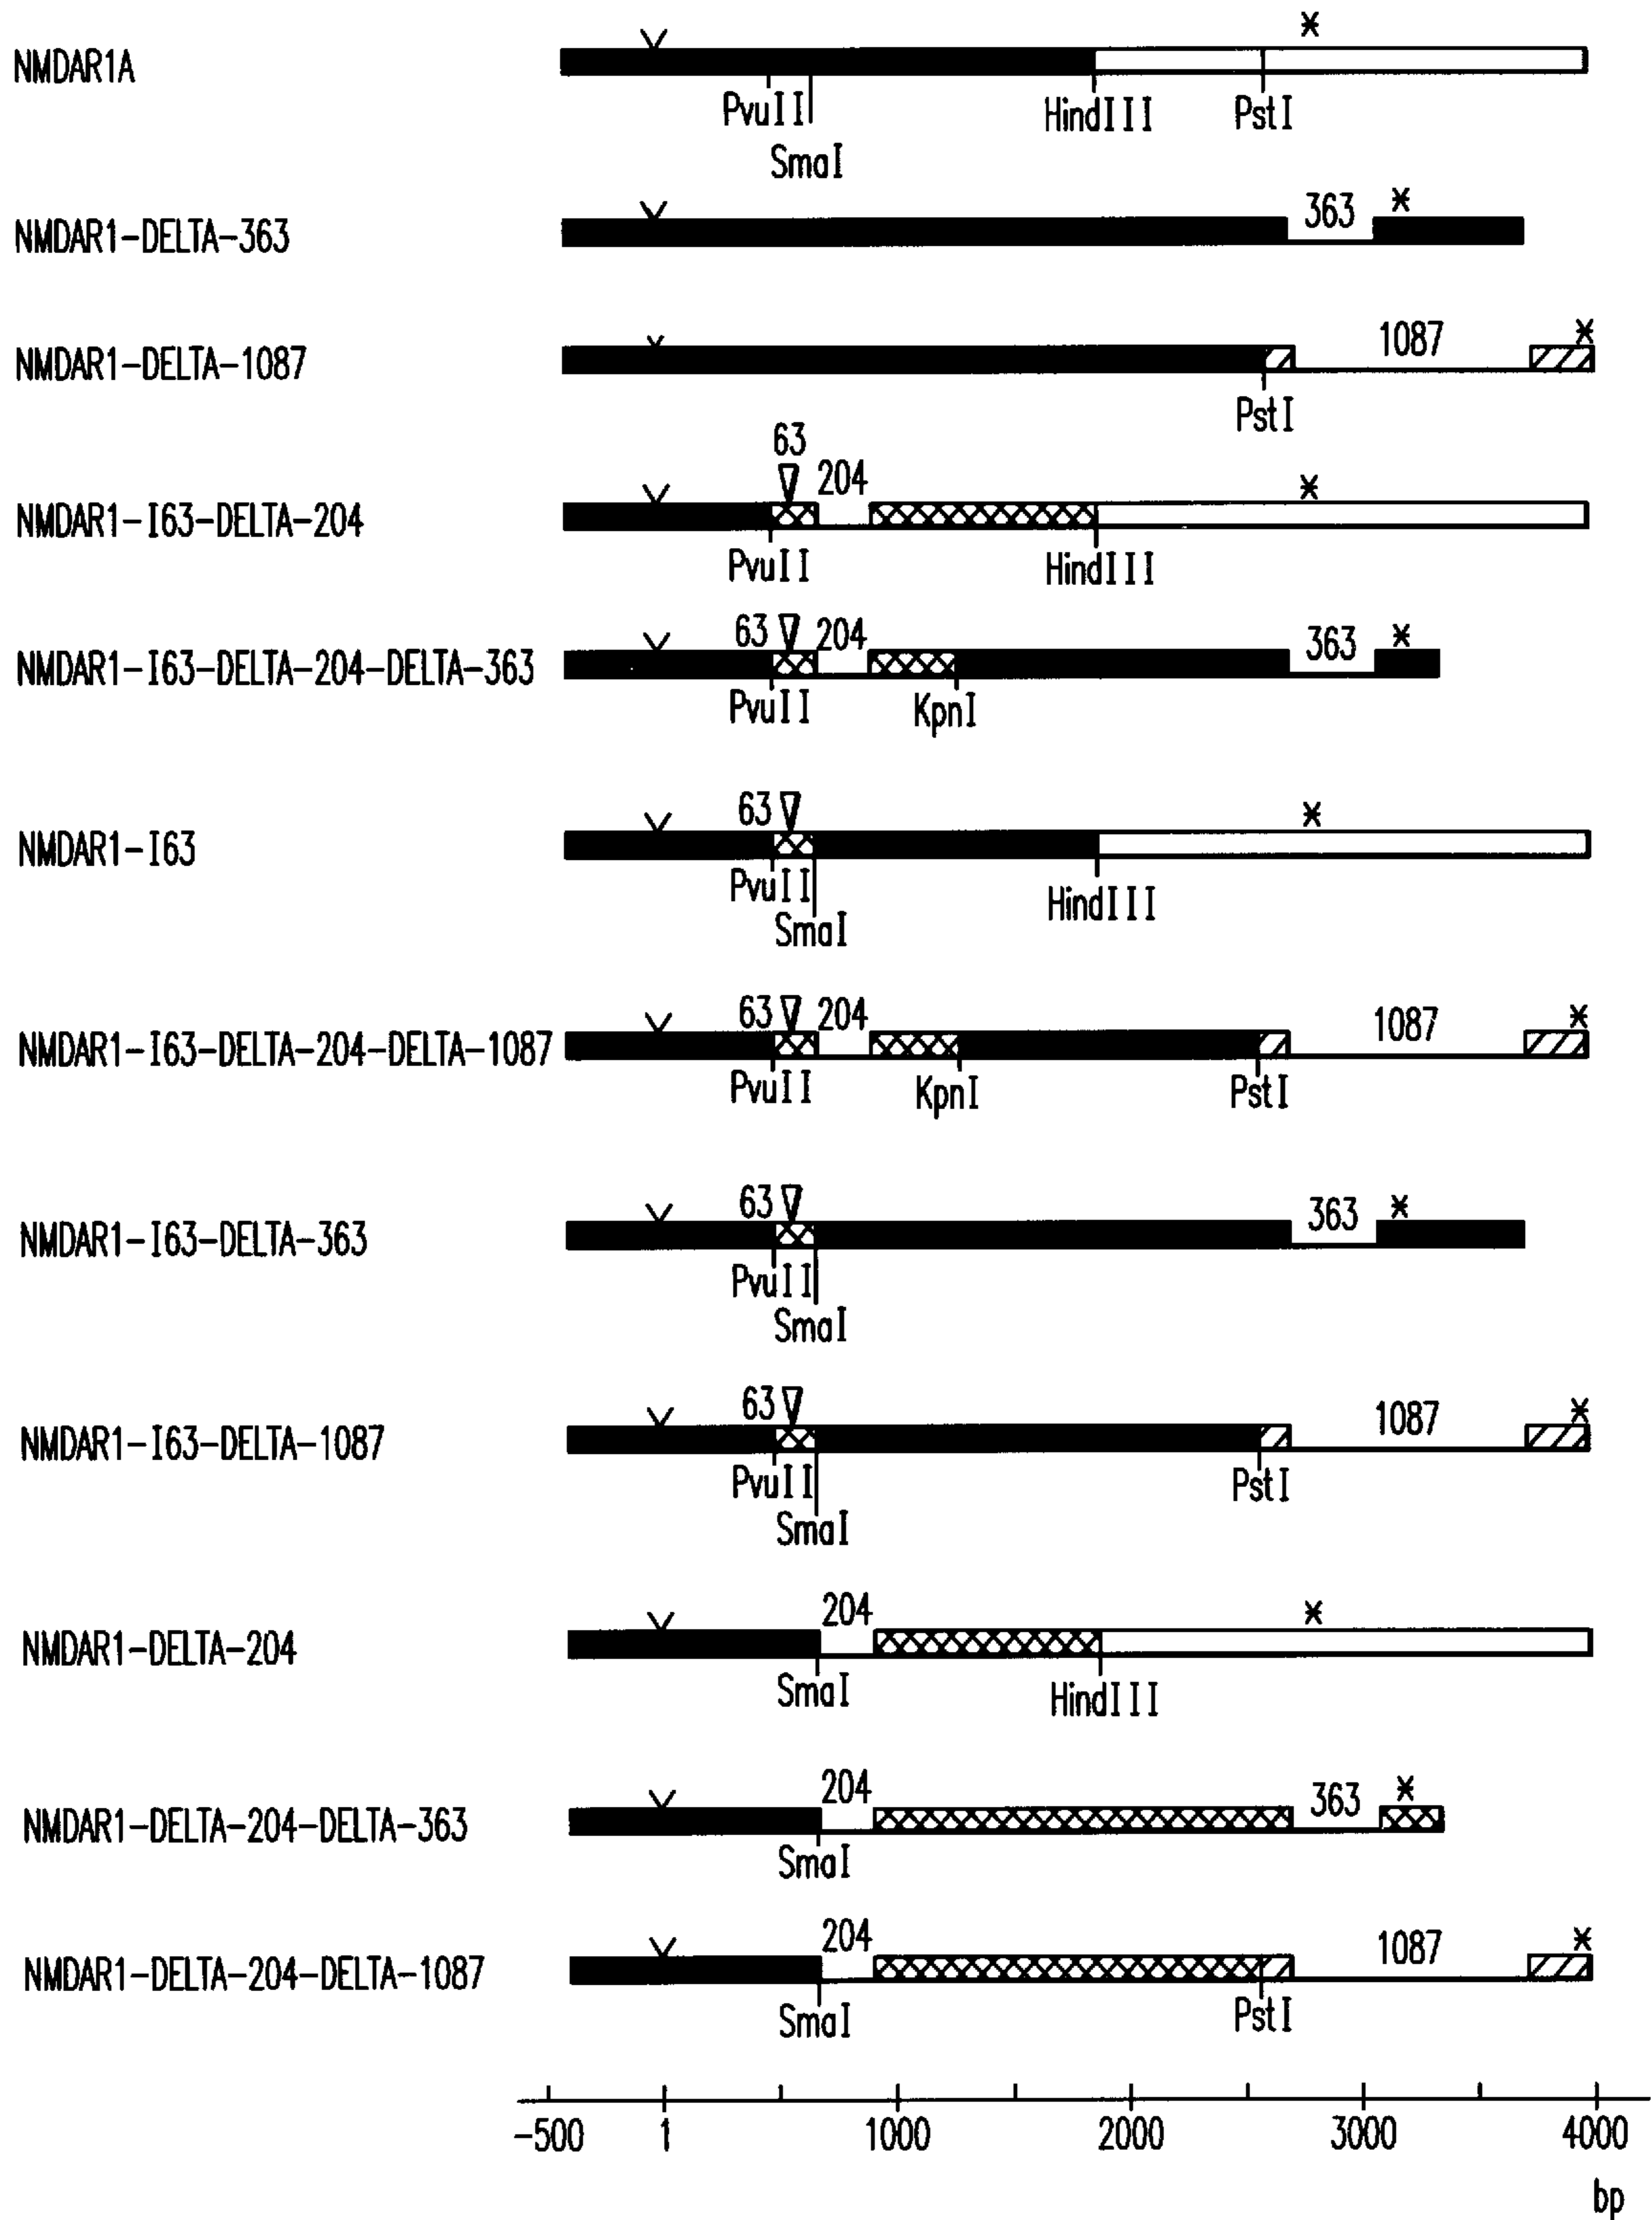 NMDAR1A
PvuII
HindIII
PstI
SmaI
NMDAR1-DELTA-363
363
NMDAR1-DELTA-1087
1087
PstI
63
204
NMDAR1-I63-DELTA-204
PvuII
HindIII
63
204
363
NMDAR1-I63-DELTA-204-DELTA-363
PvuII
KpnI
63
NMDAR1-I63
PvuII
HindIII
SmaI
63
204
1087
NMDAR1-I63-DELTA-204-DELTA-1087
PvuII
KpnI
PstI
63
363
NMDAR1-I63-DELTA-363
PvuII
SmaI
63
1087
NMDAR1-I63-DELTA-1087
PvuII
PstI
SmaI
204
NMDAR1-DELTA-204
SmaI
HindIII
204
363
NMDAR1-DELTA-204-DELTA-363
SmaI
204
1087
NMDAR1-DELTA-204-DELTA-1087
SmaI
PstI
-500 1 1000 2000 3000 4000
bp